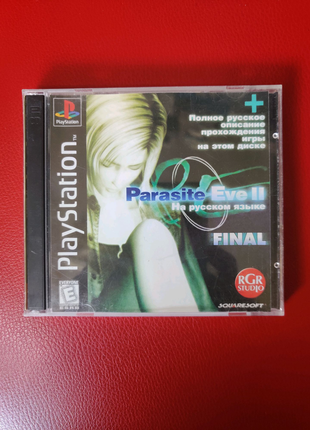 PlayStation
+
Полное русское
описание
прохождения
игры
на этом диске
PlayStation
Parasite Eve II
На русском языке
FINAL
RGR
STUDIO
E
SQUARESOFT